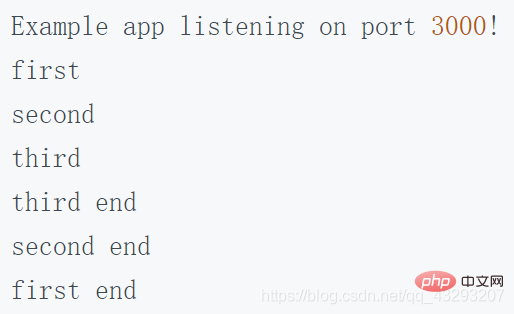 Example app listening on port 3000!
first
second
third
third end
second end
first end
php 中文网
https://blog.csdn.net/qq_43293207